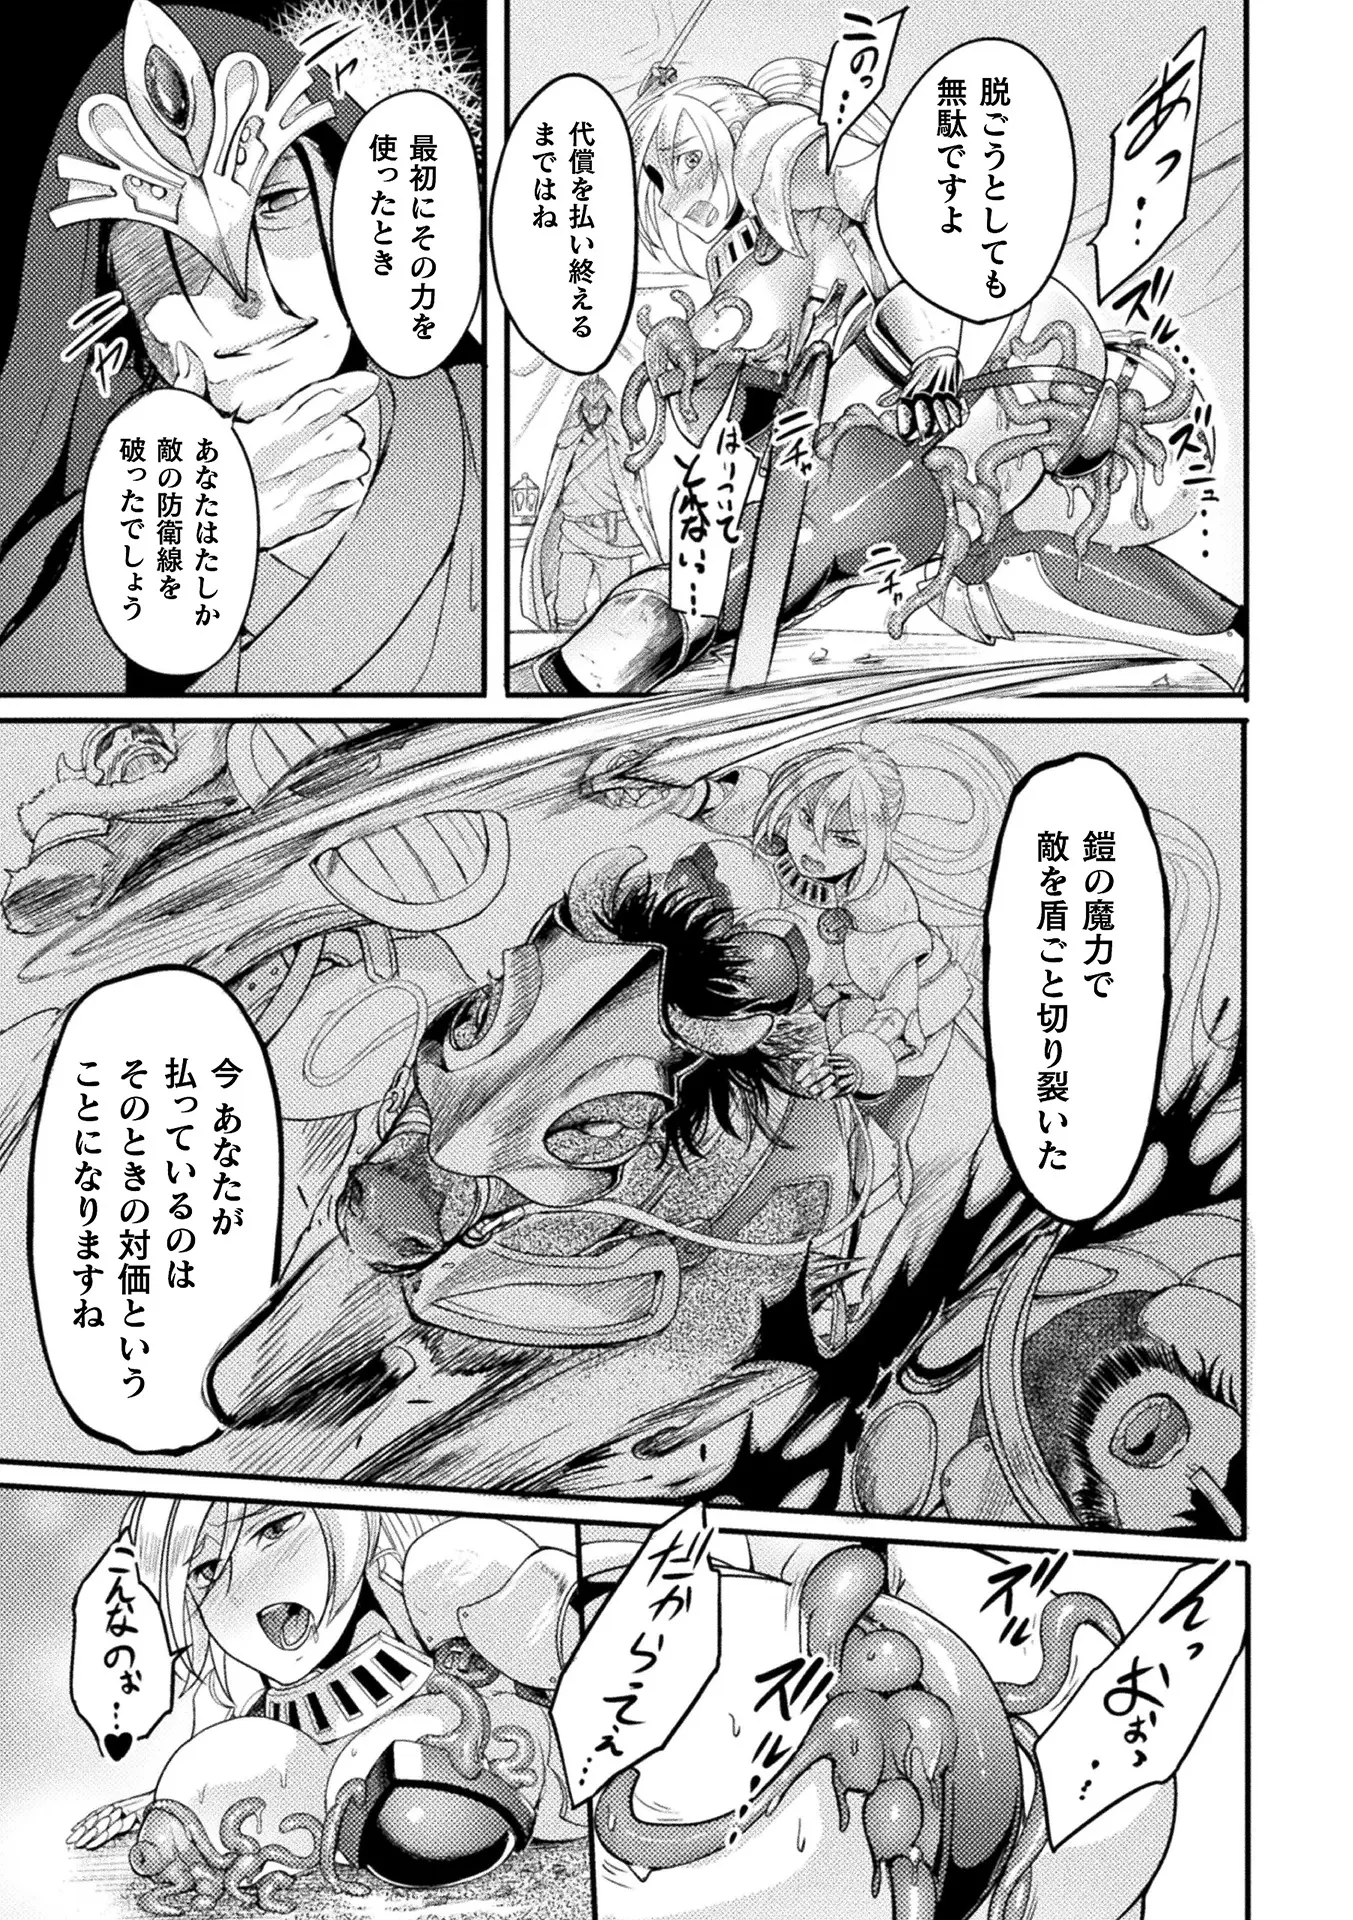 あっ…
脱ごうとしても
無駄ですよ
のっ…
代償を払い終える
まではね
ズル…
ズニュ…
はりついて
とれないっ…
ニチャ
ニチャ
最初にその力を
使ったとき
ニヤ
ニヤ
あなたはたしか
敵の防衛線を
破ったでしょう
鎧の魔力で
敵を盾ごと切り裂いた
今 あなたが
払っているのは
そのときの対価という
ことになりますね
んっ
おぉっ…
ズル
ズル
だからってぇ…
こんなのぉ…♥